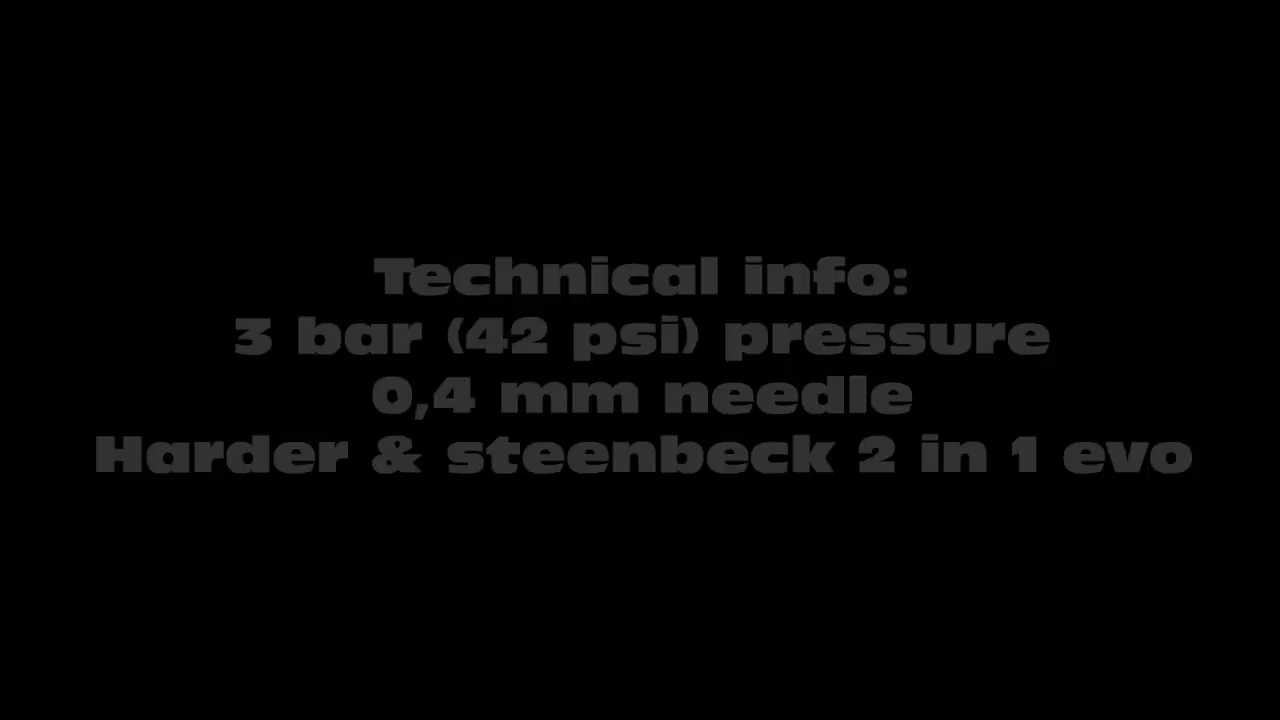 Technical info:
3 bar (42 psi) pressure
0,4 mm needle
Harder & steenbeck 2 in 1 evo